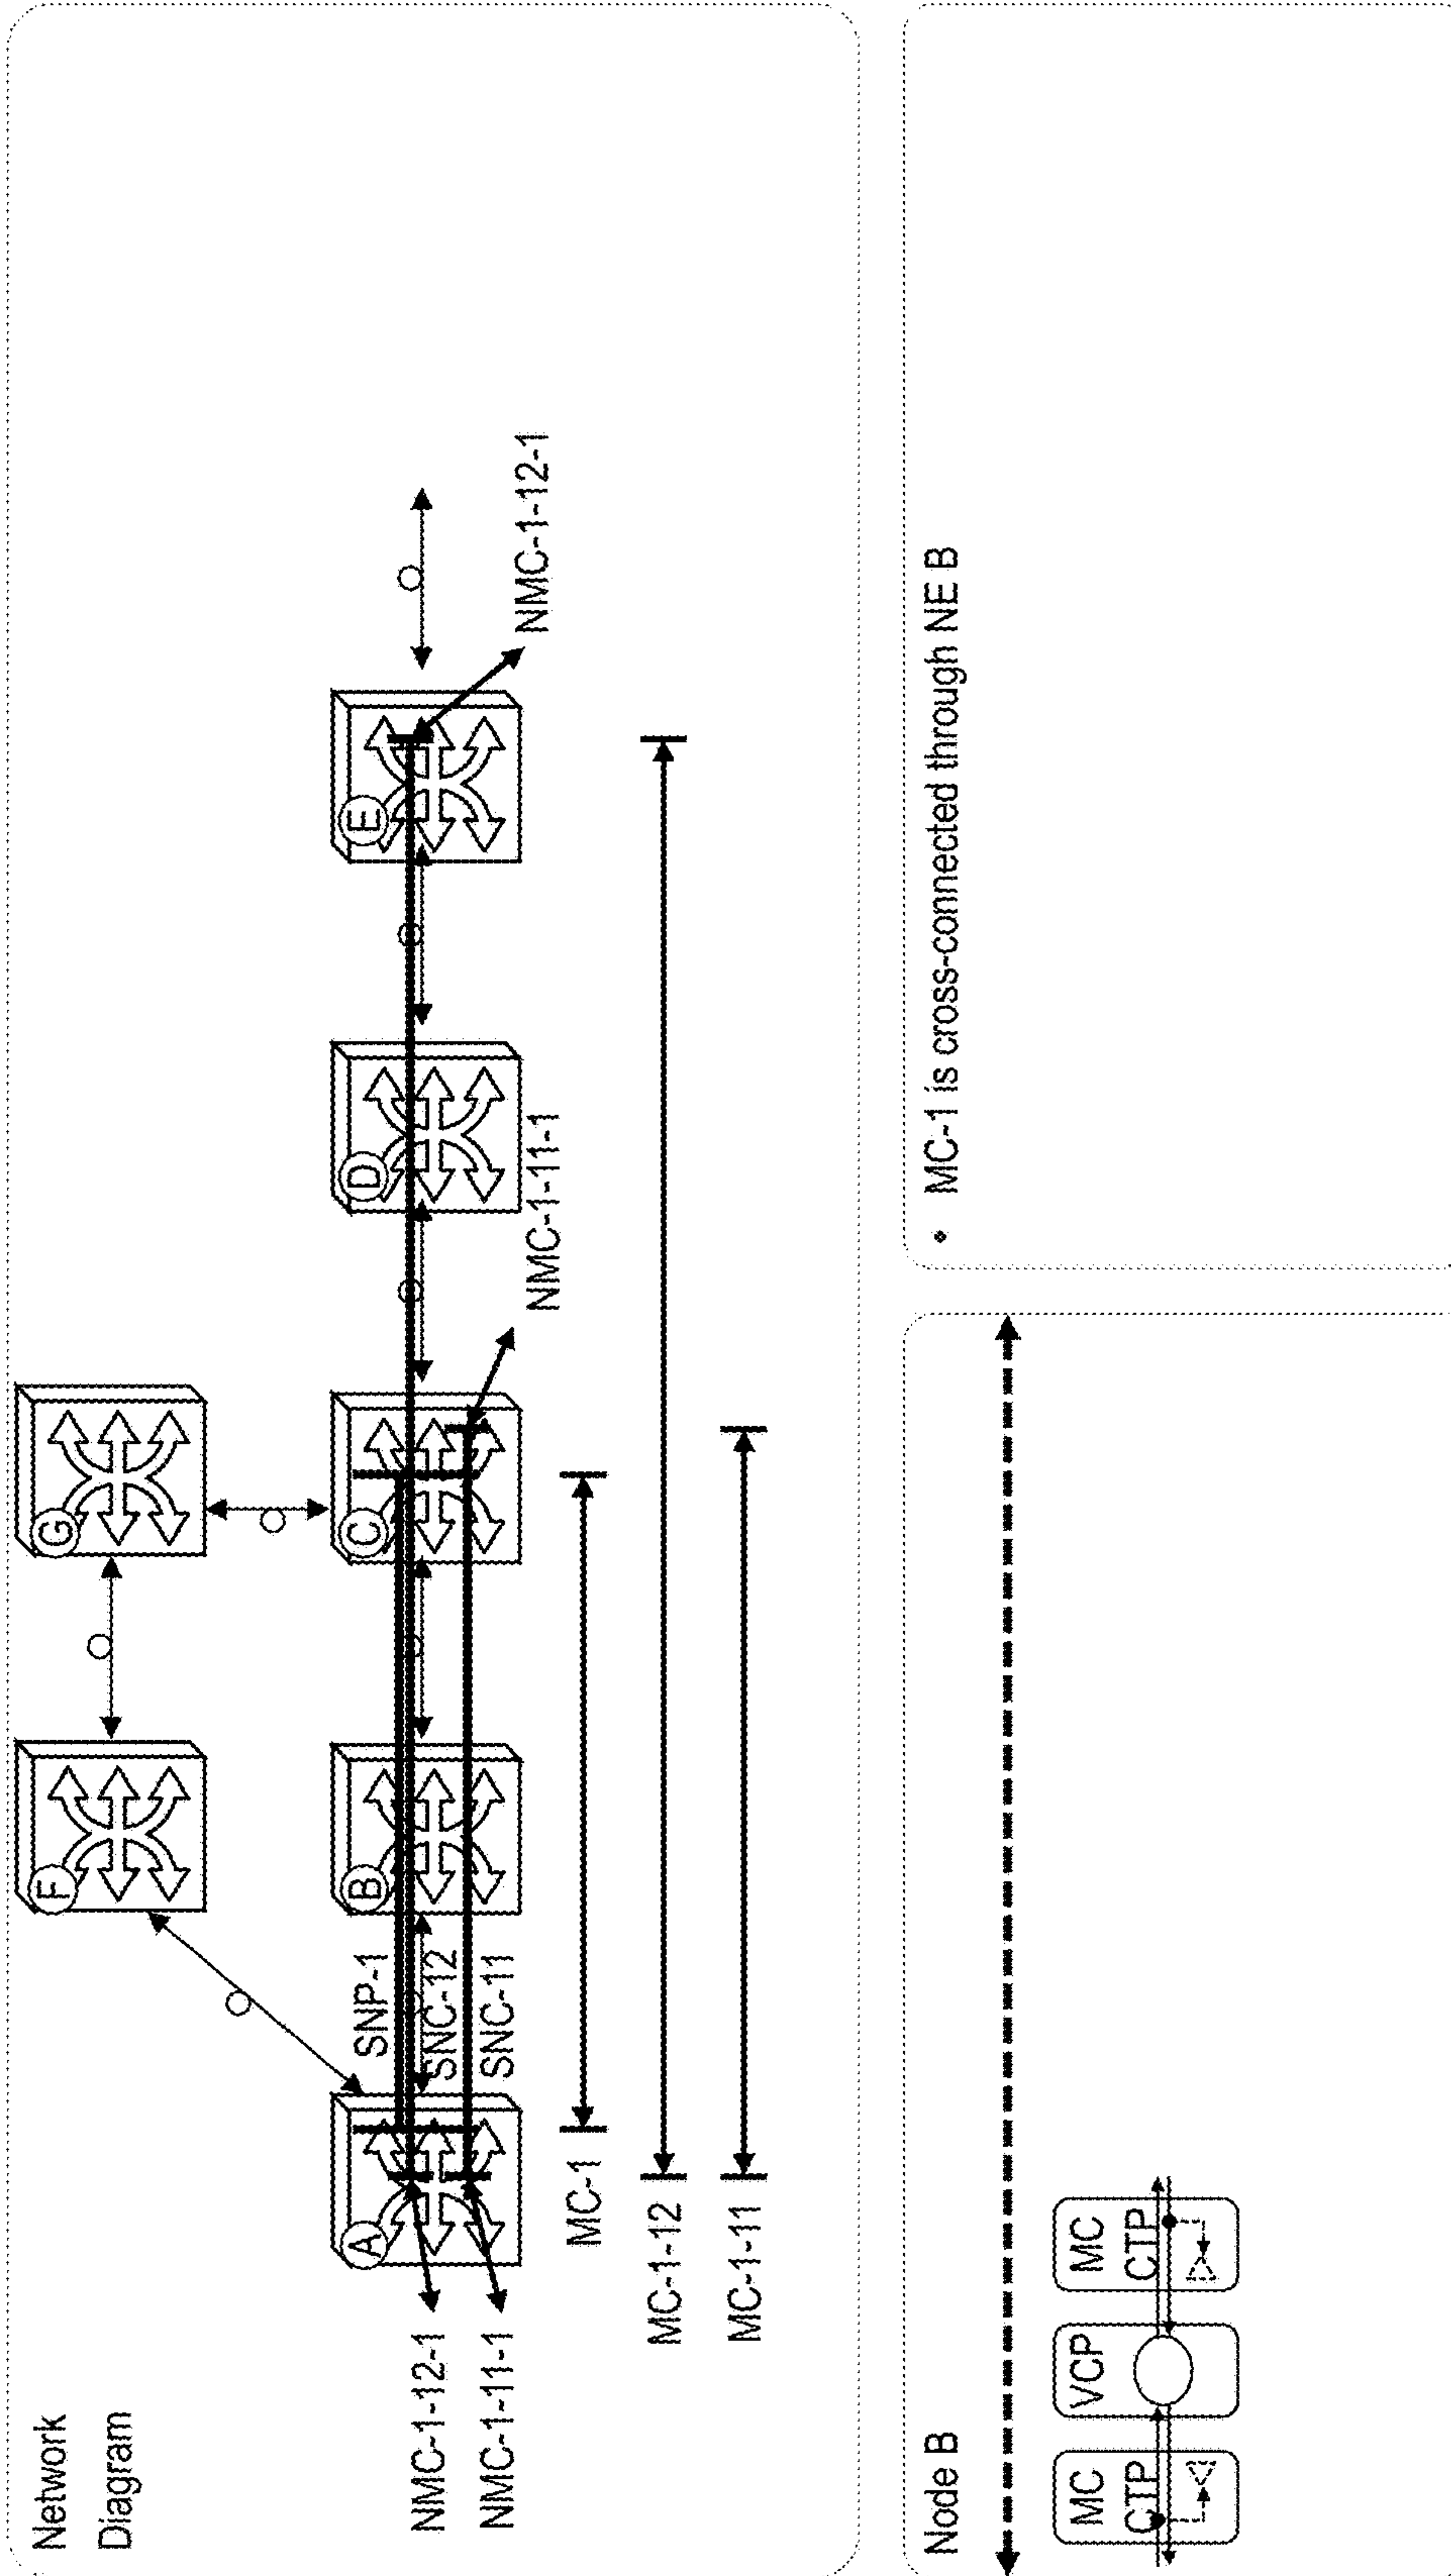 Network
Diagram
F
G
A
B
C
D
E
SNP-1
SNC-12
SNC-11
NMC-1-12-1
NMC-1-11-1
NMC-1-11-1
NMC-1-12-1
MC-1
MC-1-12
MC-1-11
Node B
MC
CTP
VCP
MC
CTP
• MC-1 is cross-connected through NE B